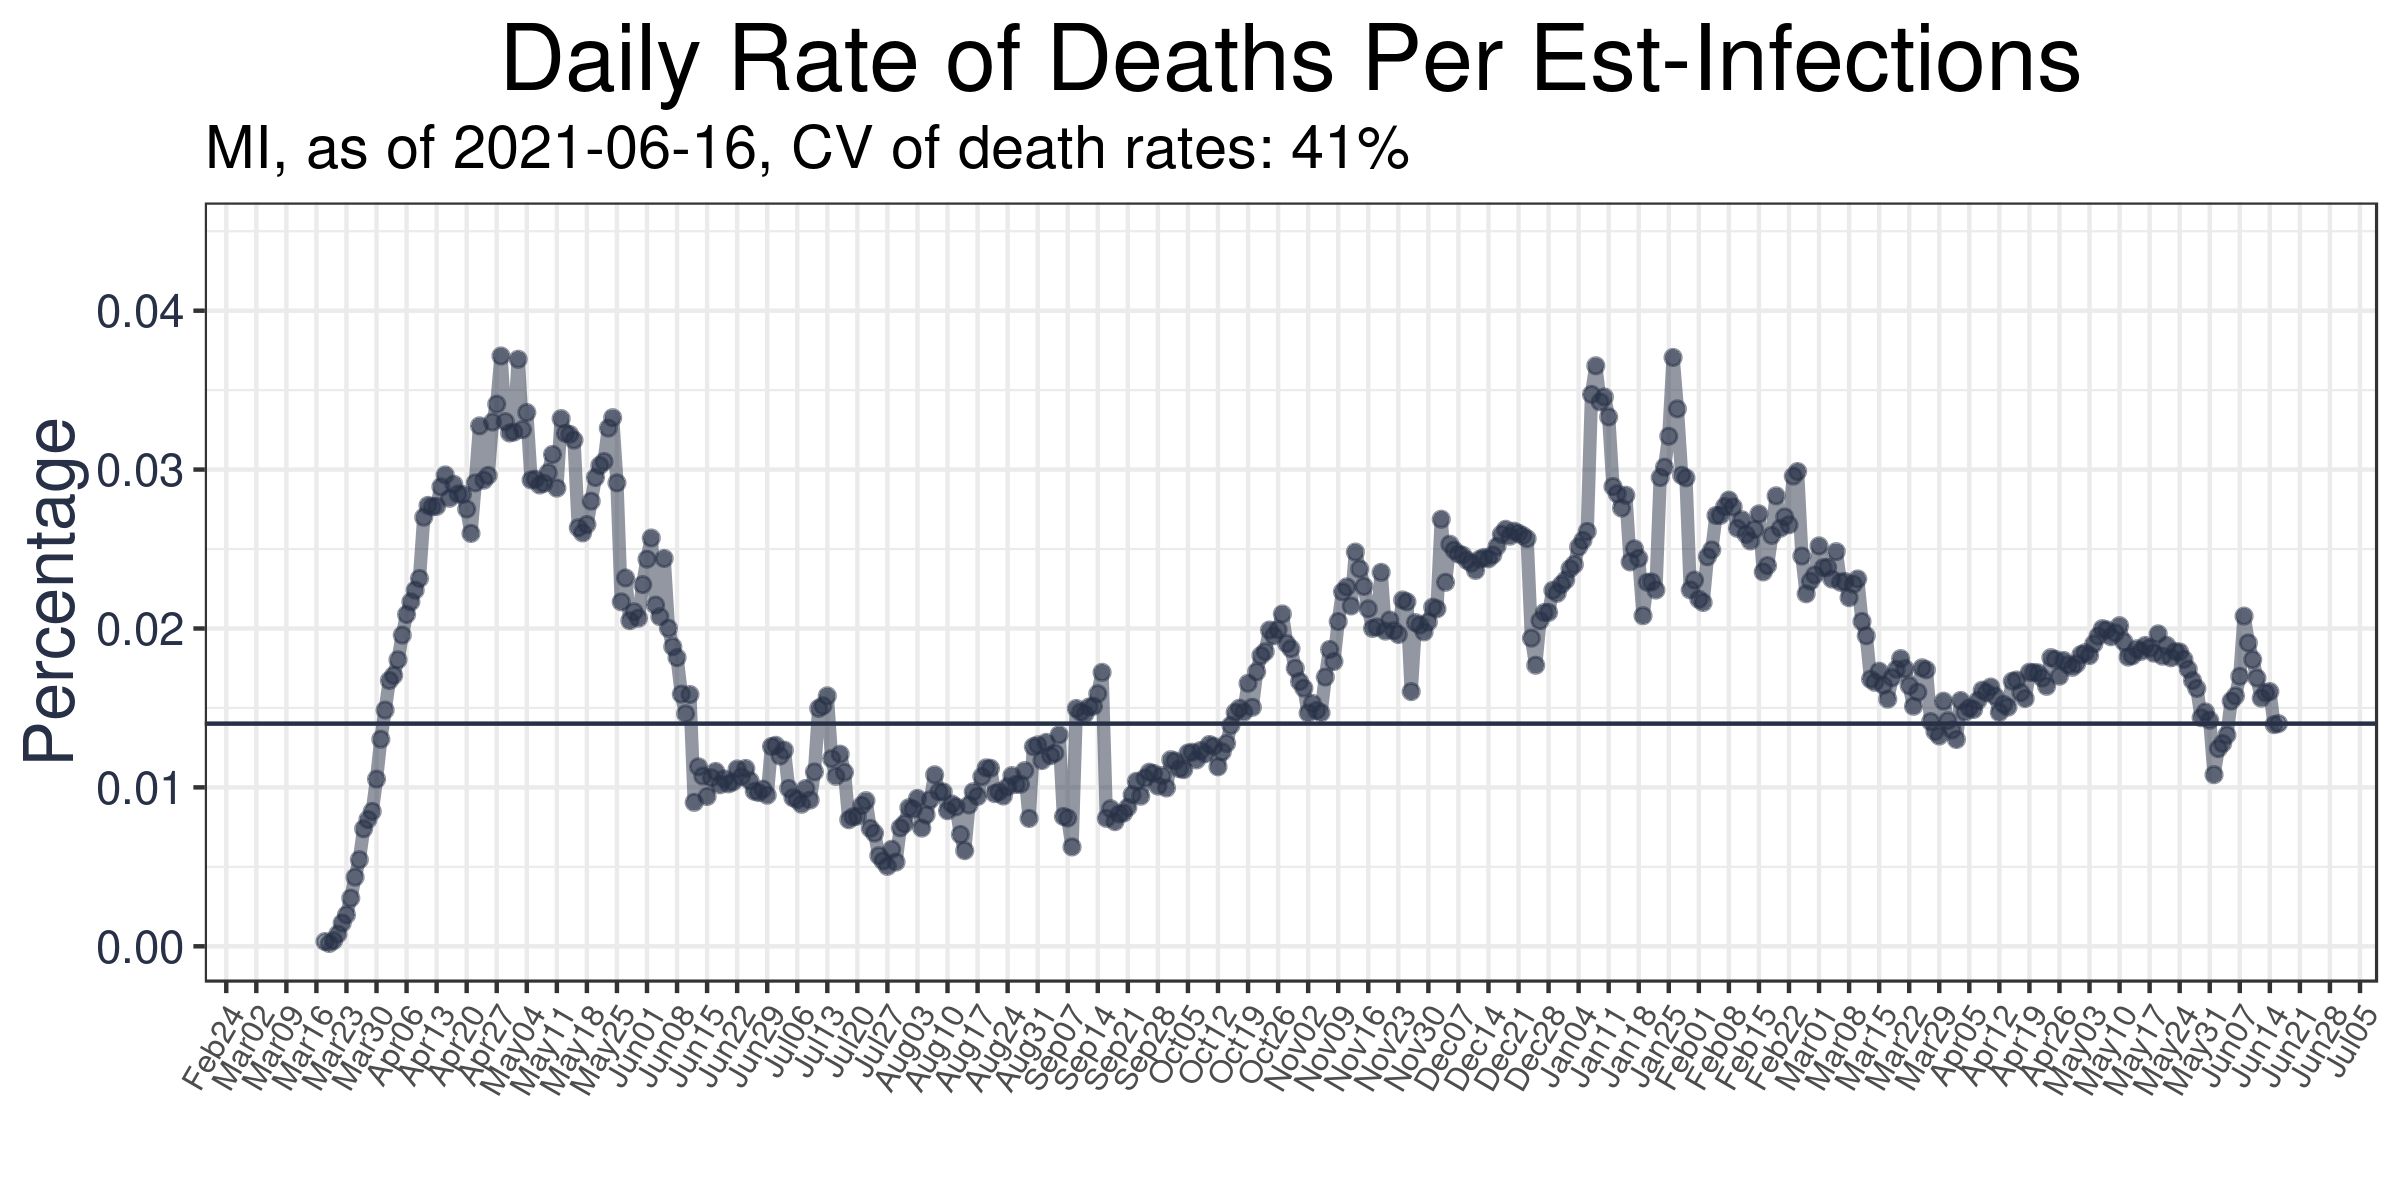 Daily Rate of Deaths Per Est-Infections
MI, as of 2021-06-16, CV of death rates: 41%
Percentage
0.04
0.03
0.02
0.01
0.00
Feb24
Mar02
Mar09
Mar16
Mar23
Mar30
Apr06
Apr13
Apr20
Apr27
May04
May11
May18
May25
Jun01
Jun08
Jun15
Jun22
Jun29
Jul06
Jul13
Jul20
Jul27
Aug03
Aug10
Aug17
Aug24
Aug31
Sep07
Sep14
Sep21
Sep28
Oct05
Oct12
Oct19
Oct26
Nov02
Nov09
Nov16
Nov23
Nov30
Dec07
Dec14
Dec21
Dec28
Jan04
Jan11
Jan18
Jan25
Feb01
Feb08
Feb15
Feb22
Mar01
Mar08
Mar15
Mar22
Mar29
Apr05
Apr12
Apr19
Apr26
May03
May10
May17
May24
May31
Jun07
Jun14
Jun21
Jun28
Jul05